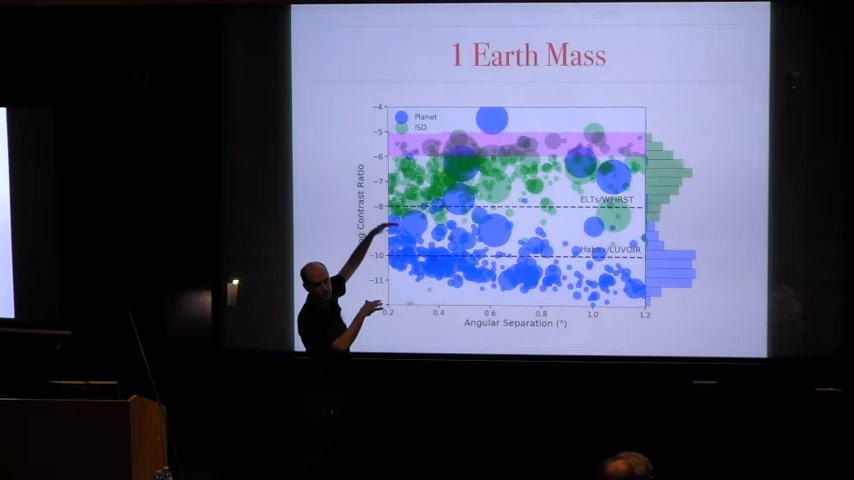 1 Earth Mass
Planet
ISD
−4
−5
−6
−7
−8
−10
−11
Contrast Ratio
ELTs/WFIRST
Habex/LUVOIR
0.2
0.4
0.6
0.8
1.0
1.2
Angular Separation (")